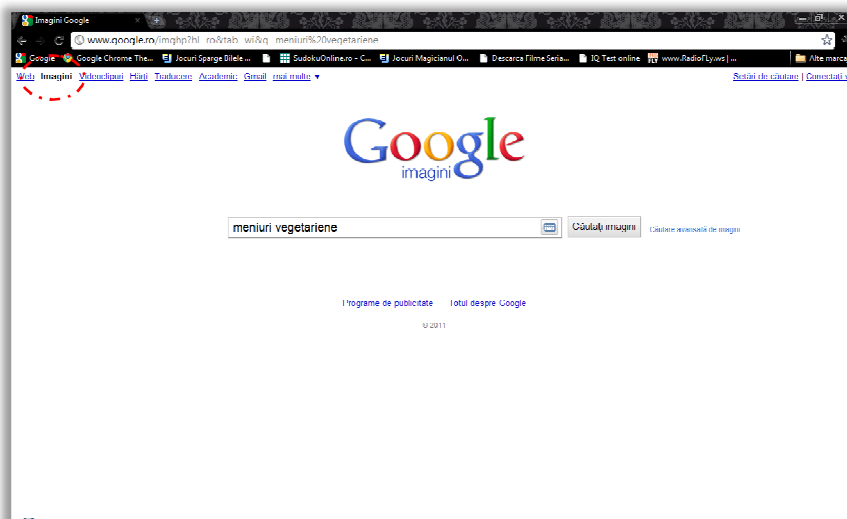 Imagini Google
www.google.ro/imghp?hl=ro&tab=wi&q=meniuri%20vegetariene
Google Google Chrome The... Jocuri Sparge Bilele ... SudokuOnline.ro - C... Jocuri Magicianul O... Descarca Filme Seria... IQ Test online www.RadioFLy.ws | ... Alte marca
Web Imagini Videoclipuri Hărți Traducere Academic Gmail mai multe ▼ Setări de căutare | Conectați-v
Google
imagini
meniuri vegetariene Căutați imagini Căutare avansată de imagini
Programe de publicitate Totul despre Google
© 2011